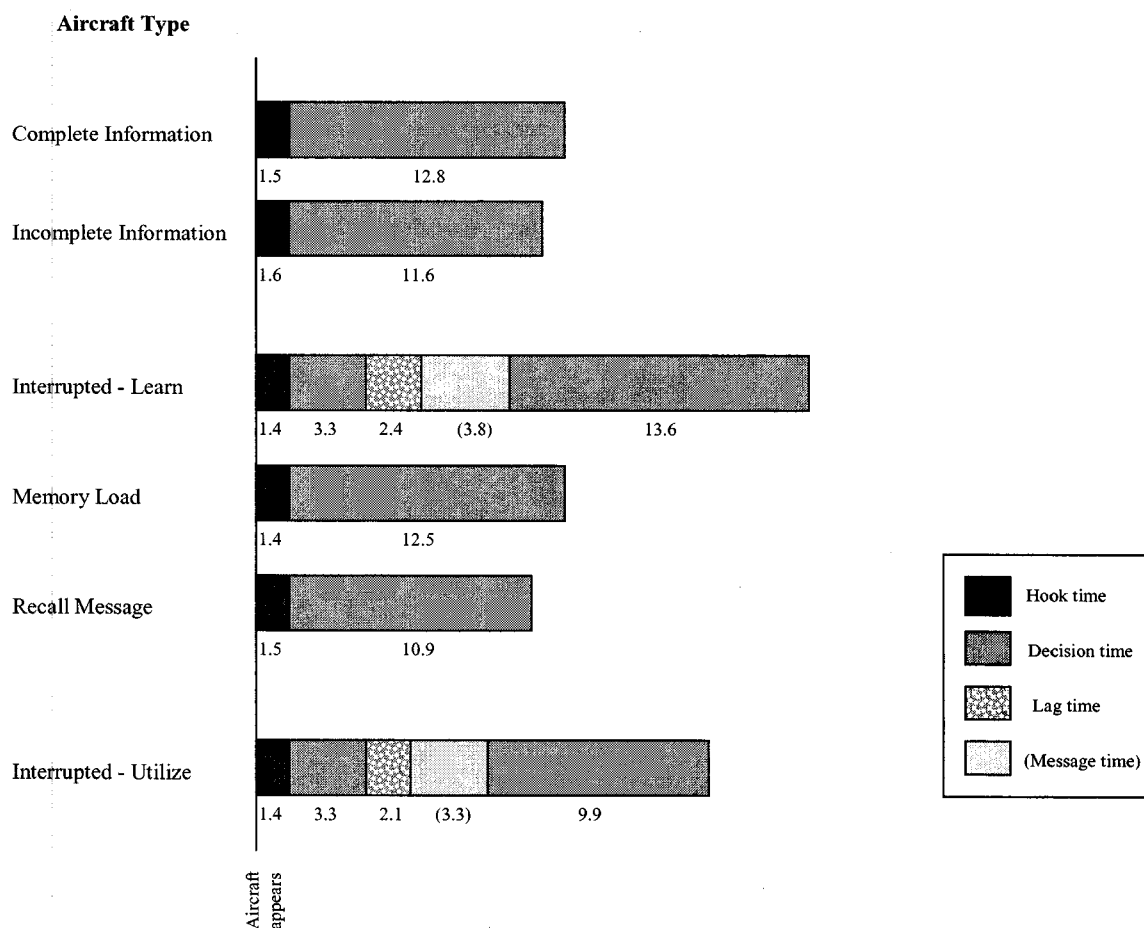 Aircraft Type
Complete Information
1.5 12.8
Incomplete Information
1.6 11.6
Interrupted - Learn
1.4 3.3 2.4 (3.8) 13.6
Memory Load
1.4 12.5
Recall Message
1.5 10.9
Interrupted - Utilize
1.4 3.3 2.1 (3.3) 9.9
Aircraft
appears
Hook time
Decision time
Lag time
(Message time)